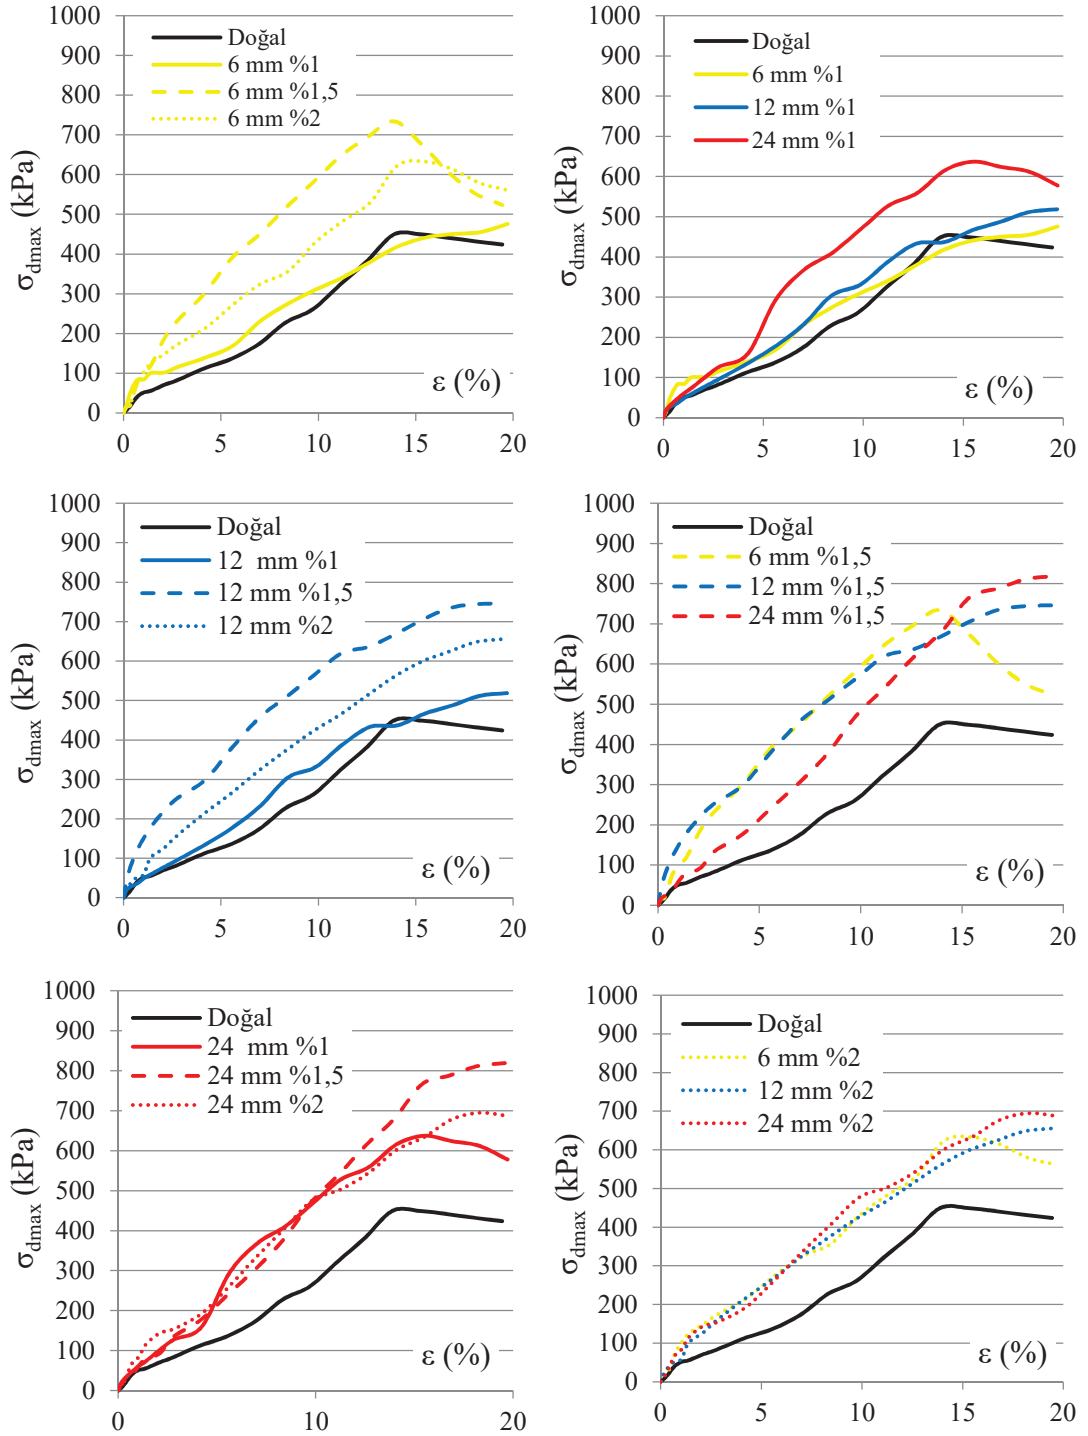 1000
900
800
700
600
500
400
300
200
100
0
σdmax (kPa)
Doğal
6 mm %1
6 mm %1,5
6 mm %2
ε (%)
0 5 10 15 20
1000
900
800
700
600
500
400
300
200
100
0
σdmax (kPa)
Doğal
6 mm %1
12 mm %1
24 mm %1
ε (%)
0 5 10 15 20
1000
900
800
700
600
500
400
300
200
100
0
σdmax (kPa)
Doğal
12 mm %1
12 mm %1,5
12 mm %2
ε (%)
0 5 10 15 20
1000
900
800
700
600
500
400
300
200
100
0
σdmax (kPa)
Doğal
6 mm %1,5
12 mm %1,5
24 mm %1,5
ε (%)
0 5 10 15 20
1000
900
800
700
600
500
400
300
200
100
0
σdmax (kPa)
Doğal
24 mm %1
24 mm %1,5
24 mm %2
ε (%)
0 10 20
1000
900
800
700
600
500
400
300
200
100
0
σdmax (kPa)
Doğal
6 mm %2
12 mm %2
24 mm %2
ε (%)
0 5 10 15 20